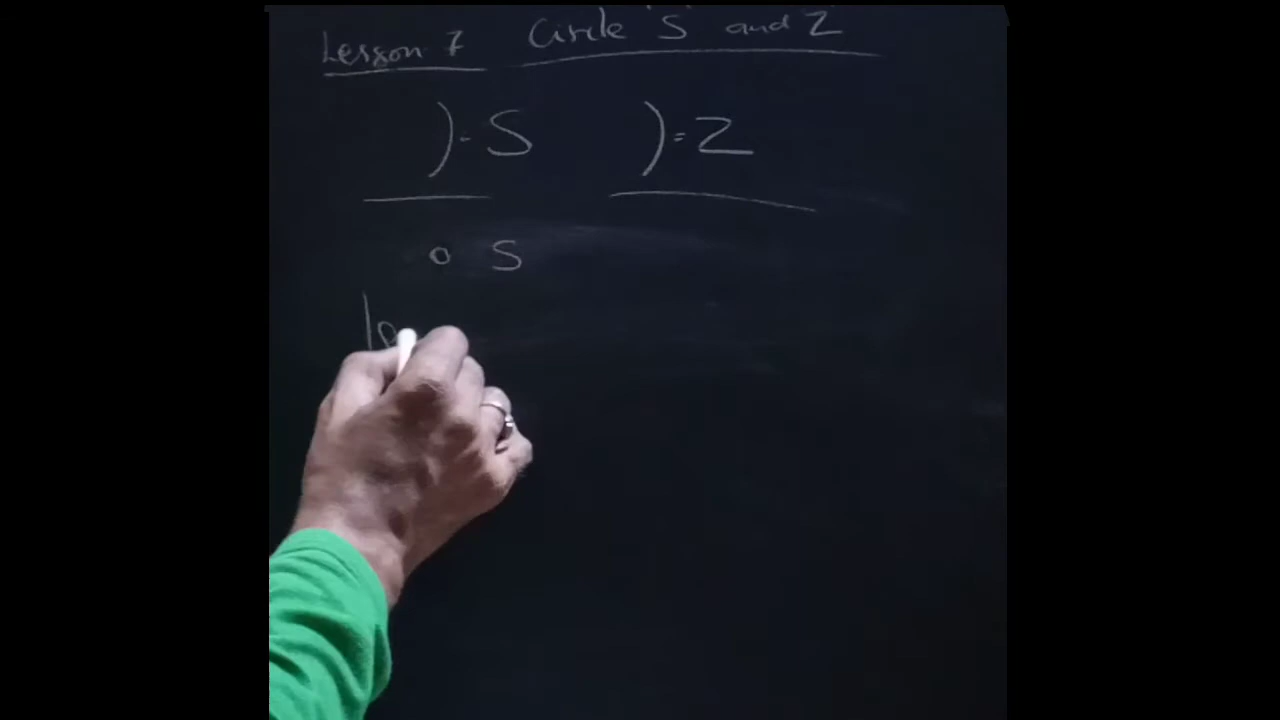 Lesson 7 Circle 'S' and Z
) = S ) = Z
o S